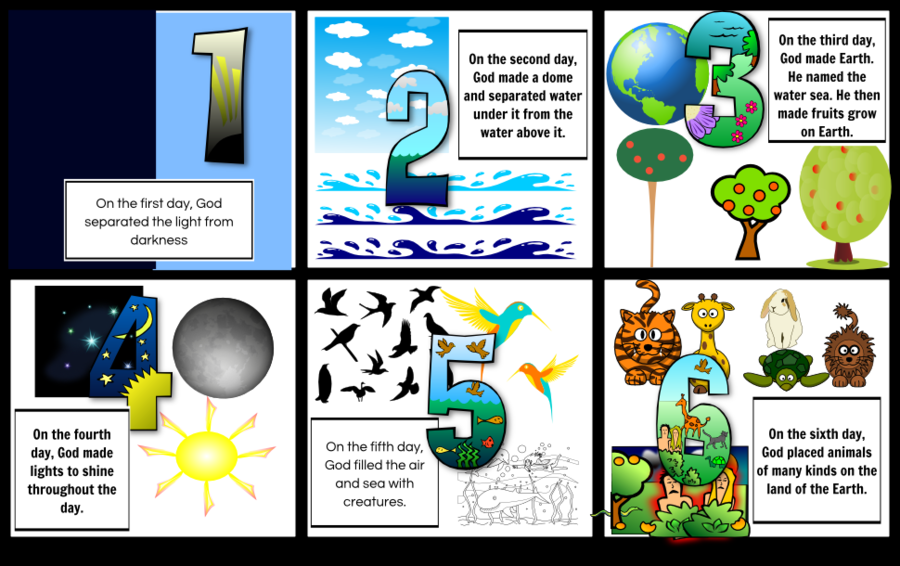 1
On the first day, God
separated the light from
darkness
2
On the second day,
God made a dome
and separated water
under it from the
water above it.
3
On the third day,
God made Earth.
He named the
water sea. He then
made fruits grow
on Earth.
4
On the fourth
day, God made
lights to shine
throughout the
day.
5
On the fifth day,
God filled the air
and sea with
creatures.
6
On the sixth day,
God placed animals
of many kinds on the
land of the Earth.